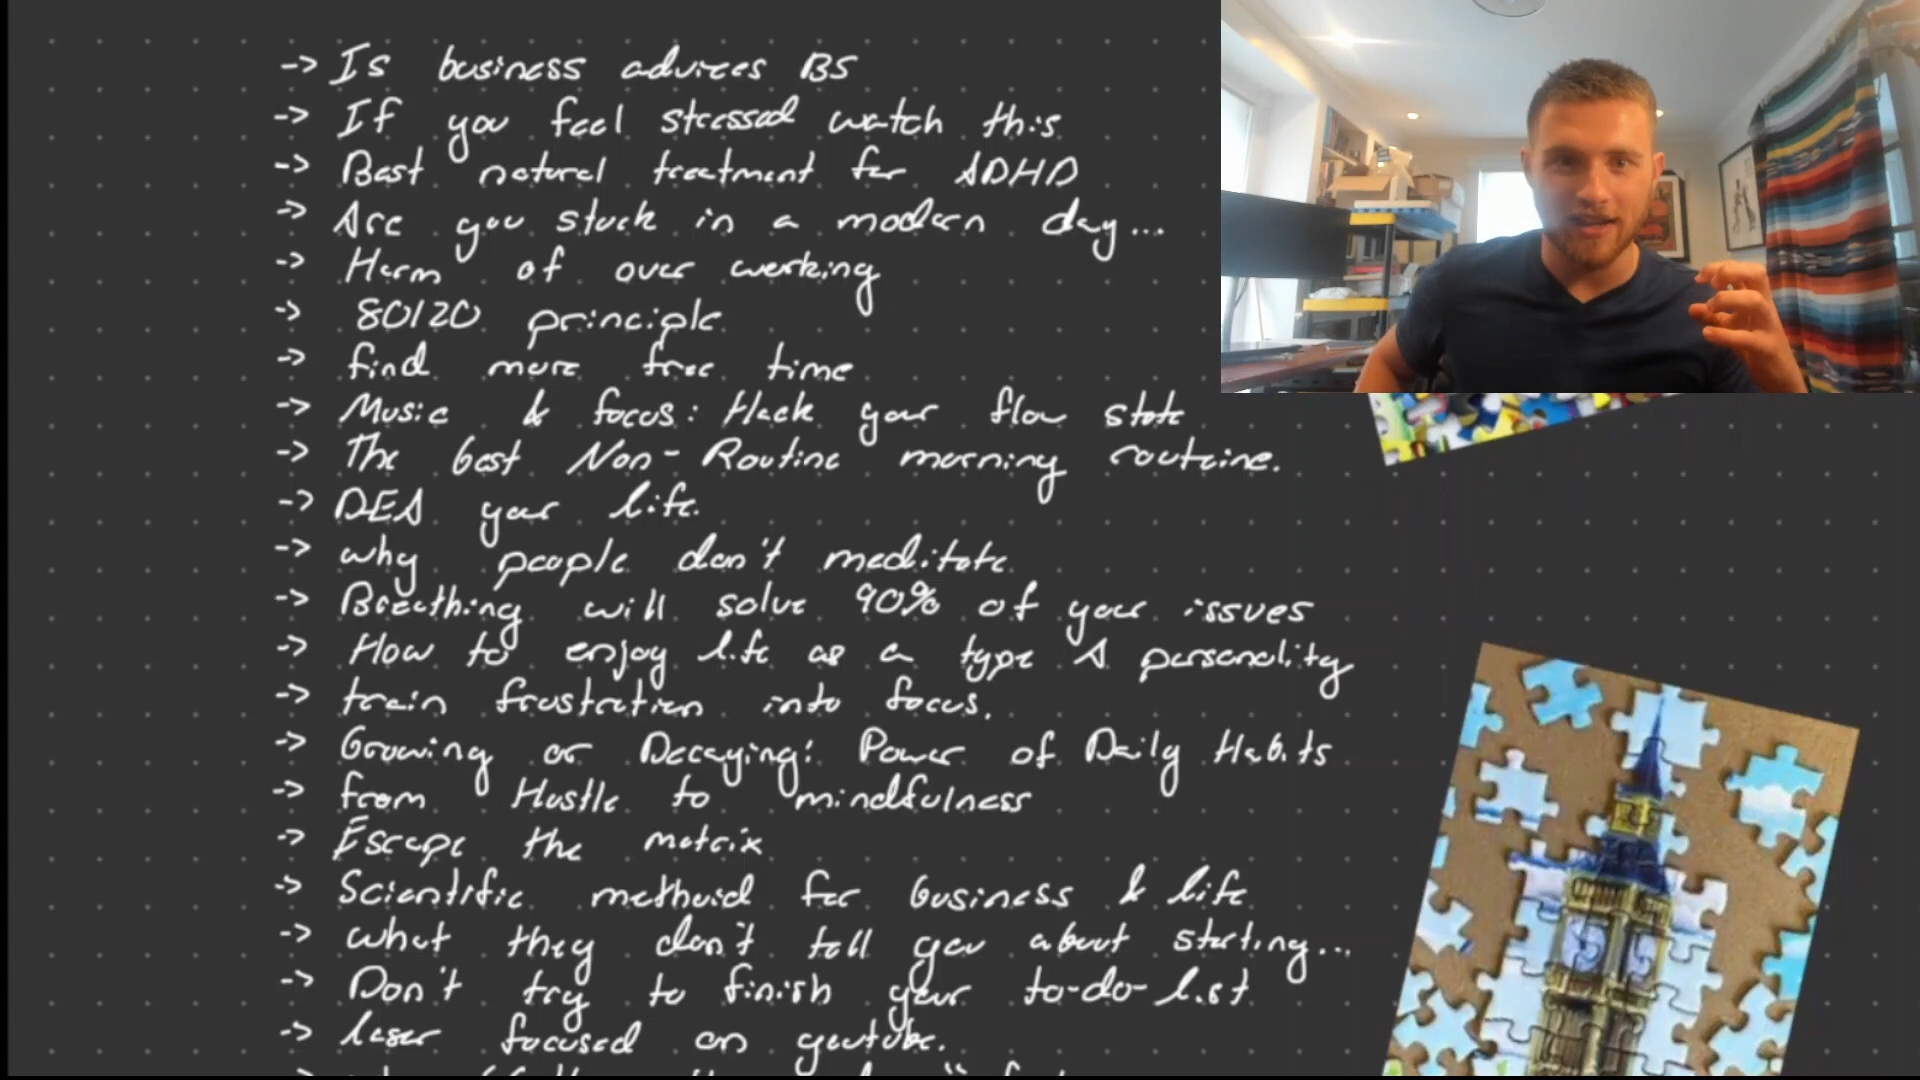 -> Is business advices BS
-> If you feel stressed watch this
-> Best natural treatment for ADHD
-> Are you stuck in a modern day...
-> Harm of over working
-> 80/20 principle
-> find more free time
-> Music & focus: Hack your flow state
-> The best Non-Routine morning routeine.
-> DEA your life.
-> why people don't meditate
-> Breathing will solve 90% of your issues
-> How to enjoy life as a type A personality
-> train frustration into focus.
-> Growing or Decaying: Power of Daily Habits
-> from Hustle to mindfulness
-> Escape the matrix
-> Scientific methoid for business & life
-> what they don't tell you about starting...
-> Don't try to finish your to-do-list
-> laser focused on youtube.